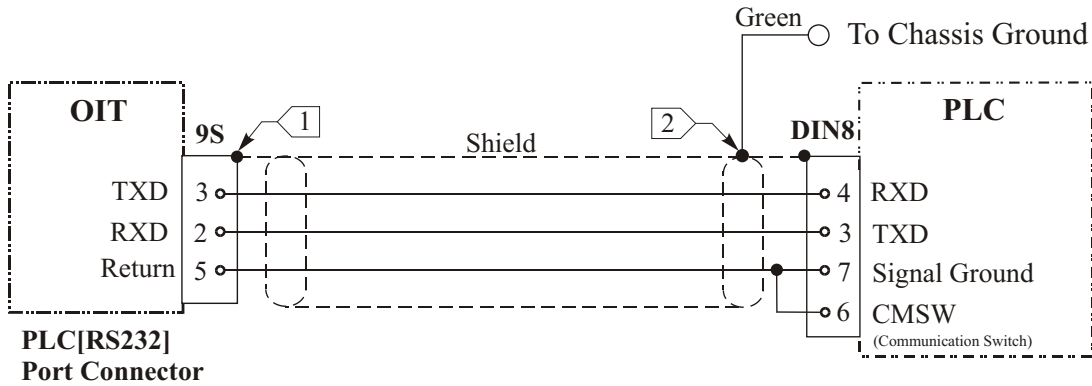 Green
To Chassis Ground
OIT
PLC
9S
1
2
DIN8
Shield
TXD 3
4 RXD
RXD 2
3 TXD
Return 5
7 Signal Ground
6 CMSW
(Communication Switch)
PLC[RS232]
Port Connector